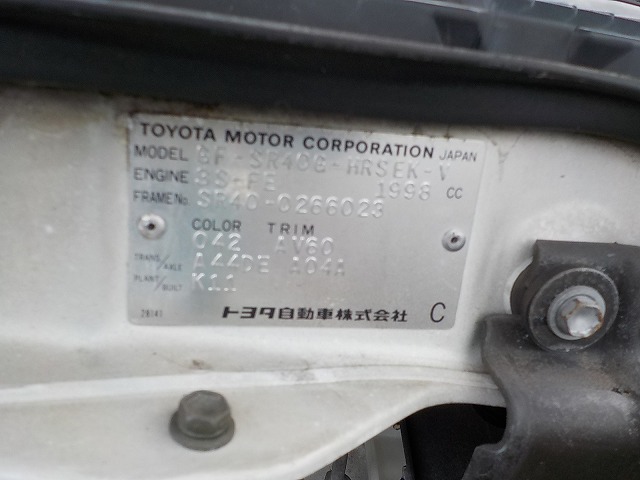 TOYOTA MOTOR CORPORATION JAPAN
MODEL GF-SR40G-HRSEK-V
ENGINE 3S-FE 1998 CC
FRAME No. SR40-0266023
COLOR TRIM
042 AV60
TRANS/AXLE A44DE A04A
PLANT/BUILT K11
28141 トヨタ自動車株式会社 C